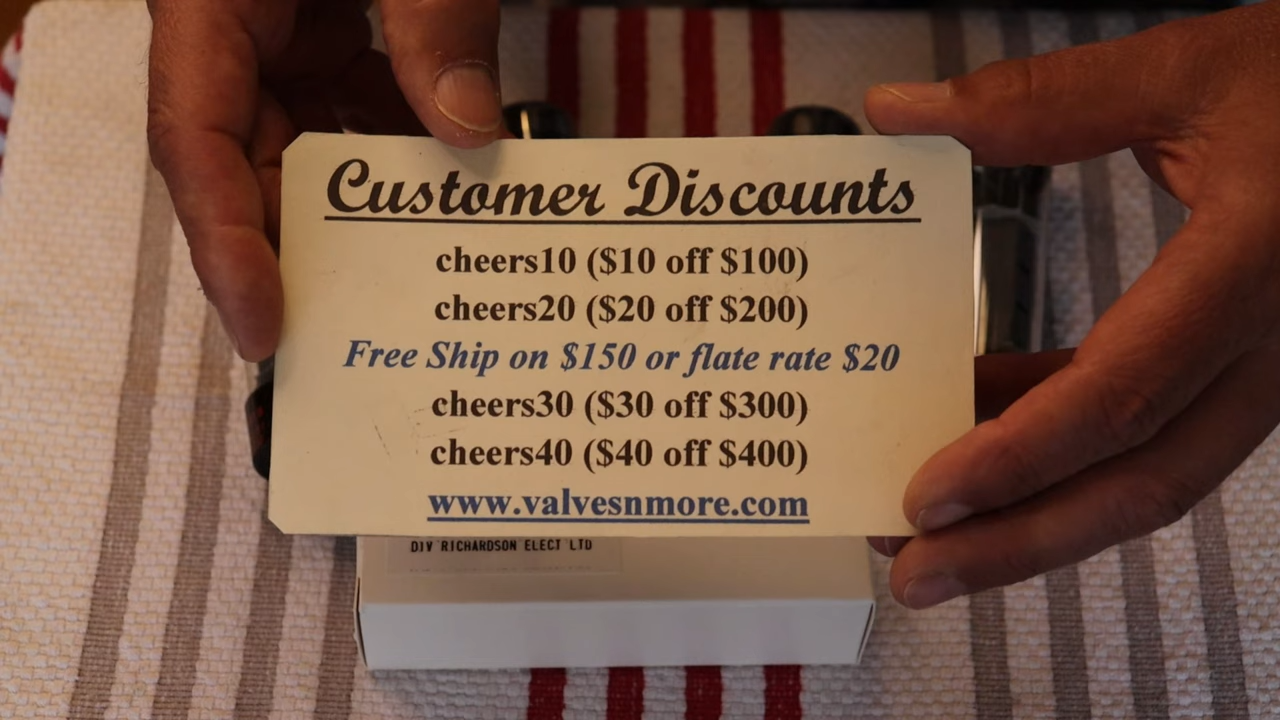 Customer Discounts
cheers10 ($10 off $100)
cheers20 ($20 off $200)
Free Ship on $150 or flate rate $20
cheers30 ($30 off $300)
cheers40 ($40 off $400)
www.valvesnmore.com
DIV RICHARDSON ELECT LTD